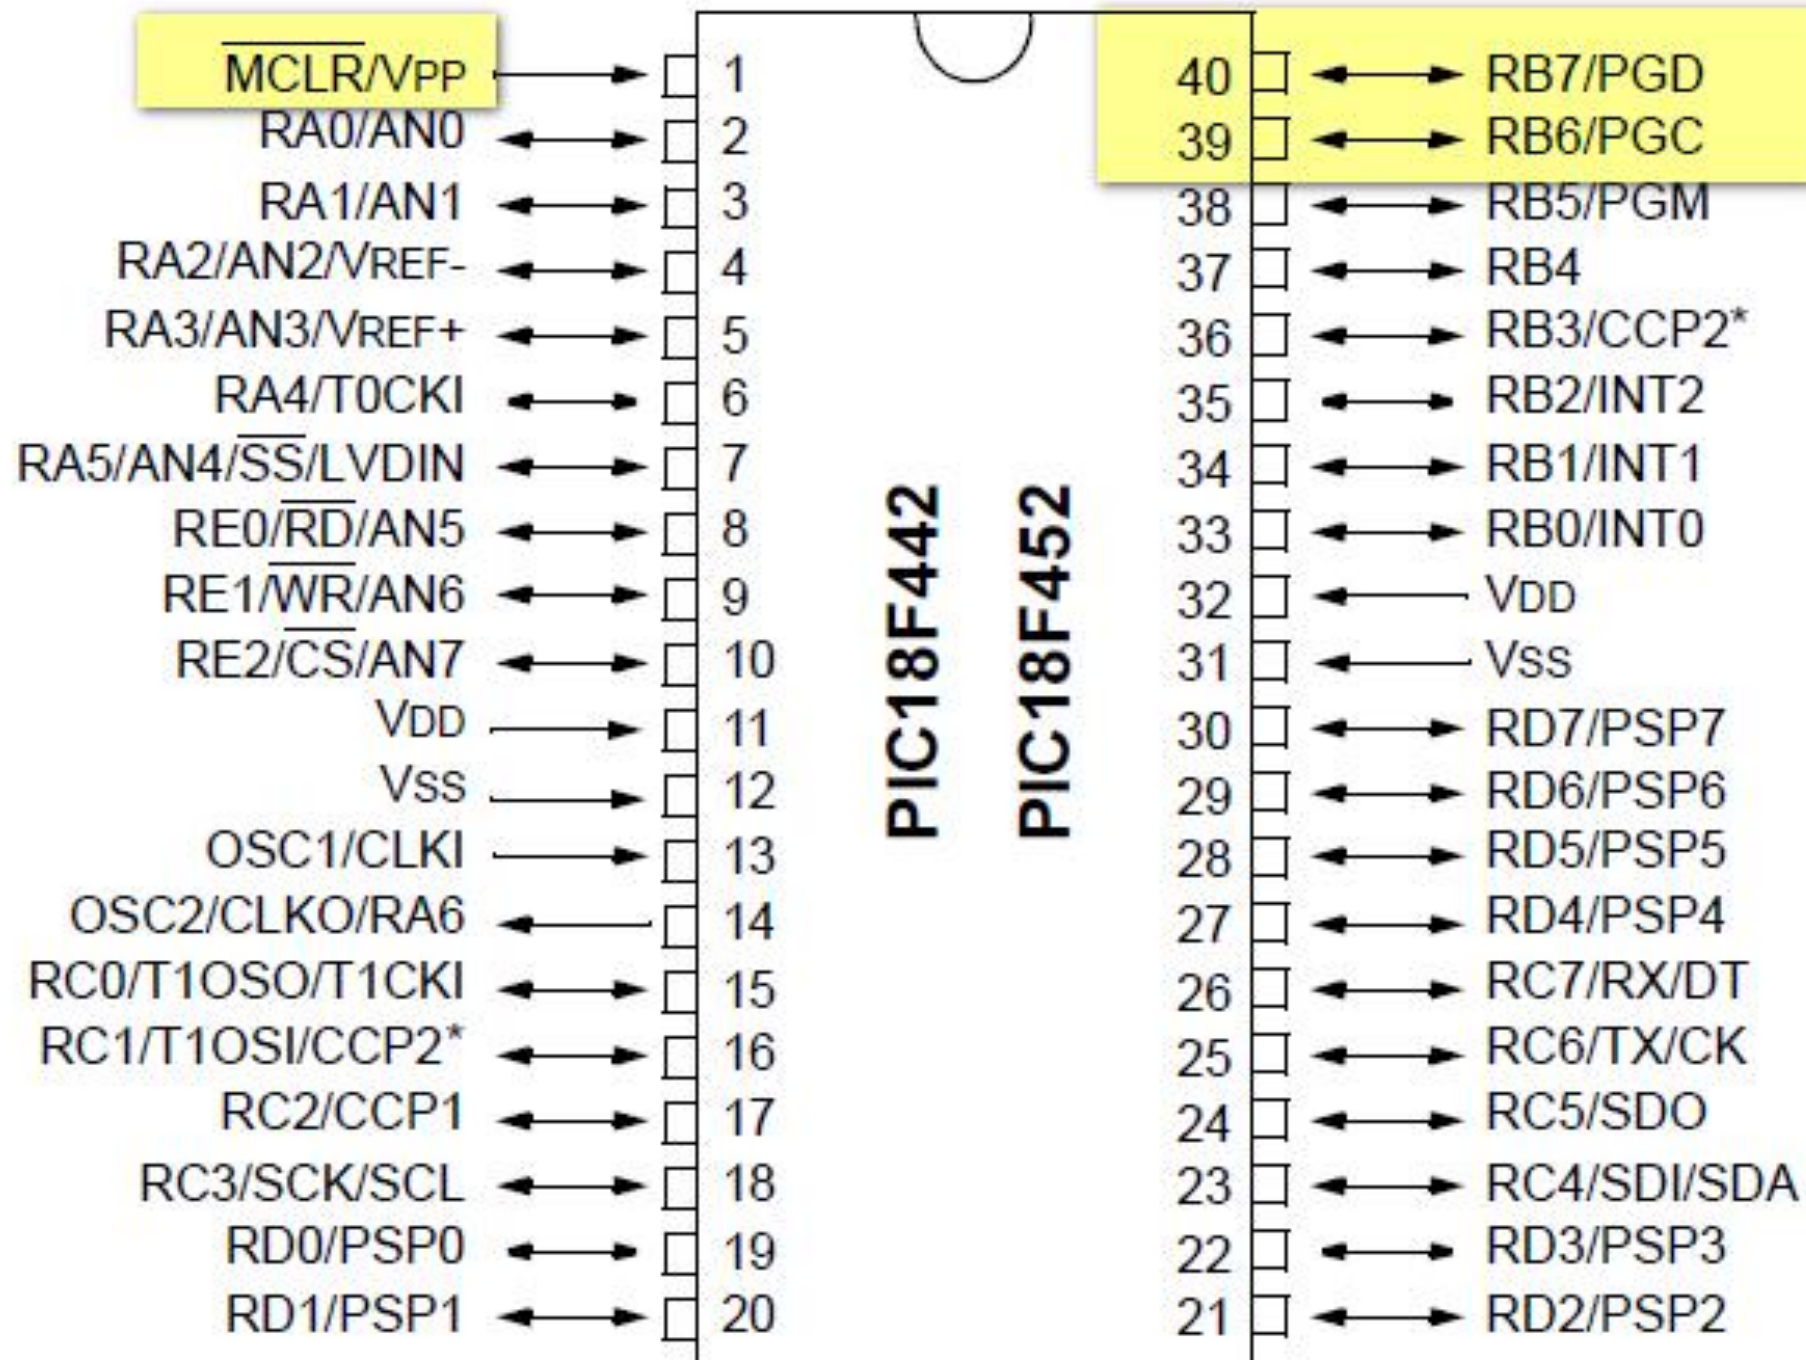 MCLR/VPP 1
RA0/AN0 2
RA1/AN1 3
RA2/AN2/VREF- 4
RA3/AN3/VREF+ 5
RA4/T0CKI 6
RA5/AN4/SS/LVDIN 7
RE0/RD/AN5 8
RE1/WR/AN6 9
RE2/CS/AN7 10
VDD 11
VSS 12
OSC1/CLKI 13
OSC2/CLKO/RA6 14
RC0/T1OSO/T1CKI 15
RC1/T1OSI/CCP2* 16
RC2/CCP1 17
RC3/SCK/SCL 18
RD0/PSP0 19
RD1/PSP1 20
PIC18F442
PIC18F452
40 RB7/PGD
39 RB6/PGC
38 RB5/PGM
37 RB4
36 RB3/CCP2*
35 RB2/INT2
34 RB1/INT1
33 RB0/INT0
32 VDD
31 VSS
30 RD7/PSP7
29 RD6/PSP6
28 RD5/PSP5
27 RD4/PSP4
26 RC7/RX/DT
25 RC6/TX/CK
24 RC5/SDO
23 RC4/SDI/SDA
22 RD3/PSP3
21 RD2/PSP2